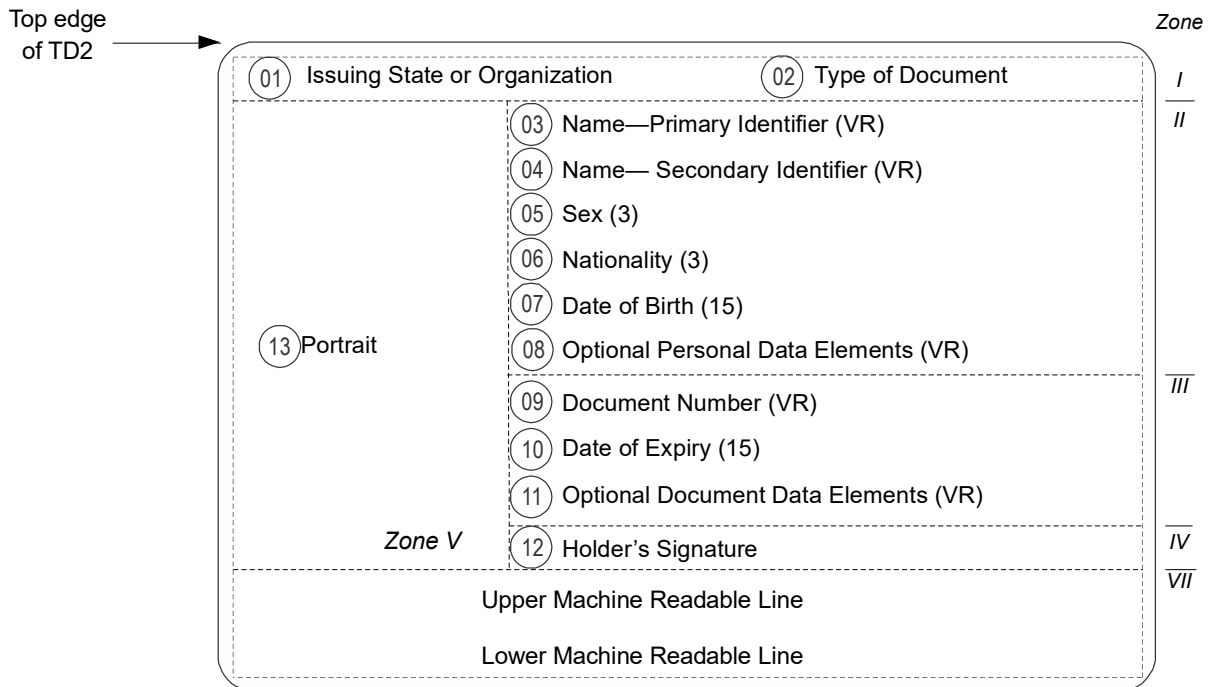 Top edge
of TD2
Zone
01 Issuing State or Organization 02 Type of Document
I
II
03 Name—Primary Identifier (VR)
04 Name— Secondary Identifier (VR)
05 Sex (3)
06 Nationality (3)
07 Date of Birth (15)
13 Portrait
08 Optional Personal Data Elements (VR)
III
09 Document Number (VR)
10 Date of Expiry (15)
11 Optional Document Data Elements (VR)
Zone V
12 Holder’s Signature
IV
VII
Upper Machine Readable Line
Lower Machine Readable Line